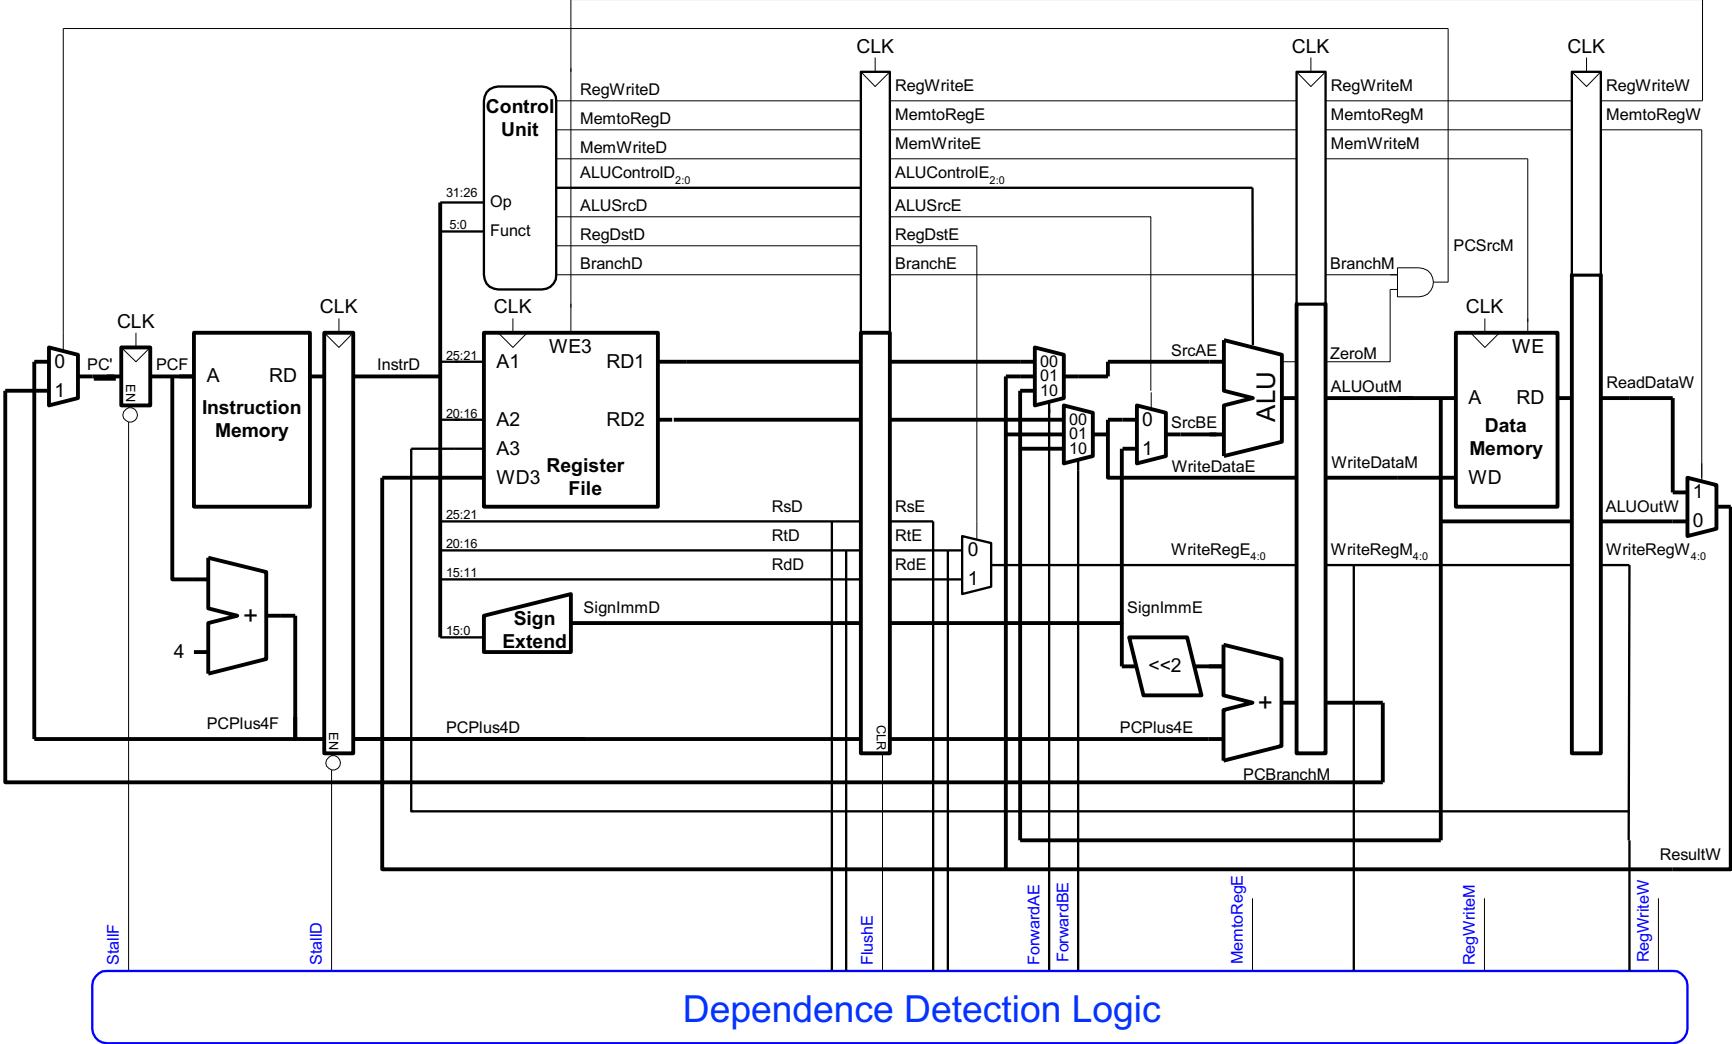 CLK
CLK
CLK
Control
Unit
RegWriteD
MemtoRegD
MemWriteD
ALUControlD2:0
ALUSrcD
RegDstD
BranchD
31:26
Op
5:0
Funct
RegWriteE
MemtoRegE
MemWriteE
ALUControlE2:0
ALUSrcE
RegDstE
BranchE
RegWriteM
MemtoRegM
MemWriteM
BranchM
PCSrcM
RegWriteW
MemtoRegW
CLK
CLK
CLK
CLK
0
1
PC'
EN
PCF
A
RD
Instruction
Memory
InstrD
25:21
20:16
A1
A2
A3
WD3
WE3
RD1
RD2
Register
File
00
01
10
00
01
10
0
1
SrcAE
SrcBE
ALU
WriteDataE
ZeroM
ALUOutM
WriteDataM
WE
A
RD
Data
Memory
WD
ReadDataW
ALUOutW
1
0
25:21
20:16
15:11
15:0
RsD
RtD
RdD
RsE
RtE
RdE
0
1
WriteRegE4:0
WriteRegM4:0
WriteRegW4:0
+
4
Sign
Extend
SignImmD
SignImmE
<<2
+
PCPlus4F
EN
PCPlus4D
CLR
PCPlus4E
PCBranchM
ResultW
StallF
StallD
FlushE
ForwardAE
ForwardBE
MemtoRegE
RegWriteM
RegWriteW
Dependence Detection Logic